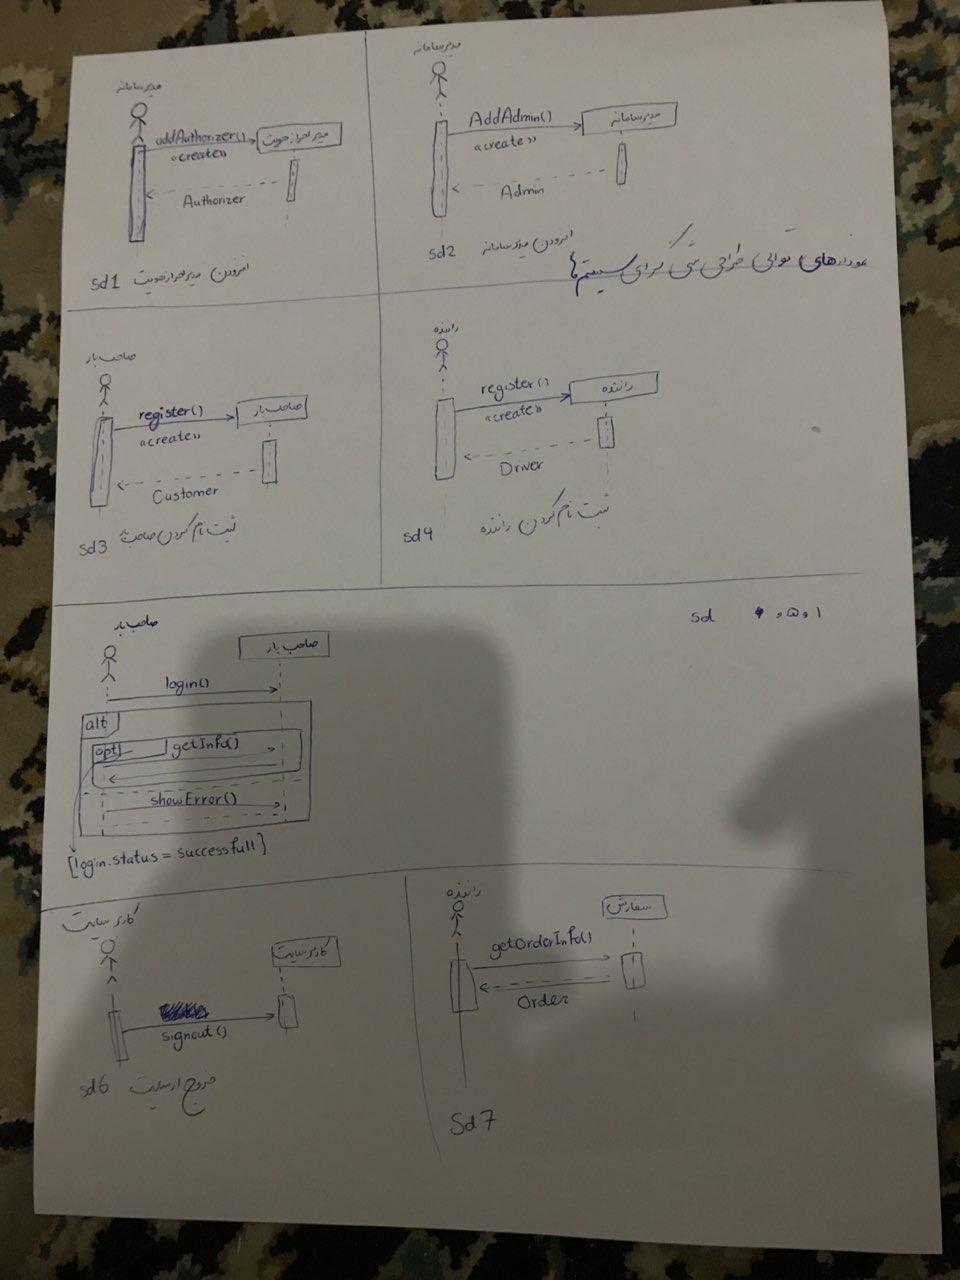 مدیر سامانه
addAuthorizer()
«create»
مدیر احراز هویت
Authorizer
sd1 افزودن مدیر احراز هویت
مدیر سامانه
AddAdmin()
«create»
مدیر سامانه
Admin
sd2 افزودن مدیر سامانه
نمودارهای توالی طراحی شی گرای سیستم‌ها
صاحب بار
register()
«create»
صاحب بار
Customer
sd3 ثبت نام کردن صاحب بار
راننده
register()
«create»
راننده
Driver
sd4 ثبت نام کردن راننده
صاحب بار
صاحب بار
login()
alt
opt
getInfo()
showError()
[login.status = successfull]
sd ۱ و ۵ و
کاربر سایت
کاربر سایت
signout()
sd6 خروج از سایت
راننده
سفارش
getOrderInfo()
Order
Sd7